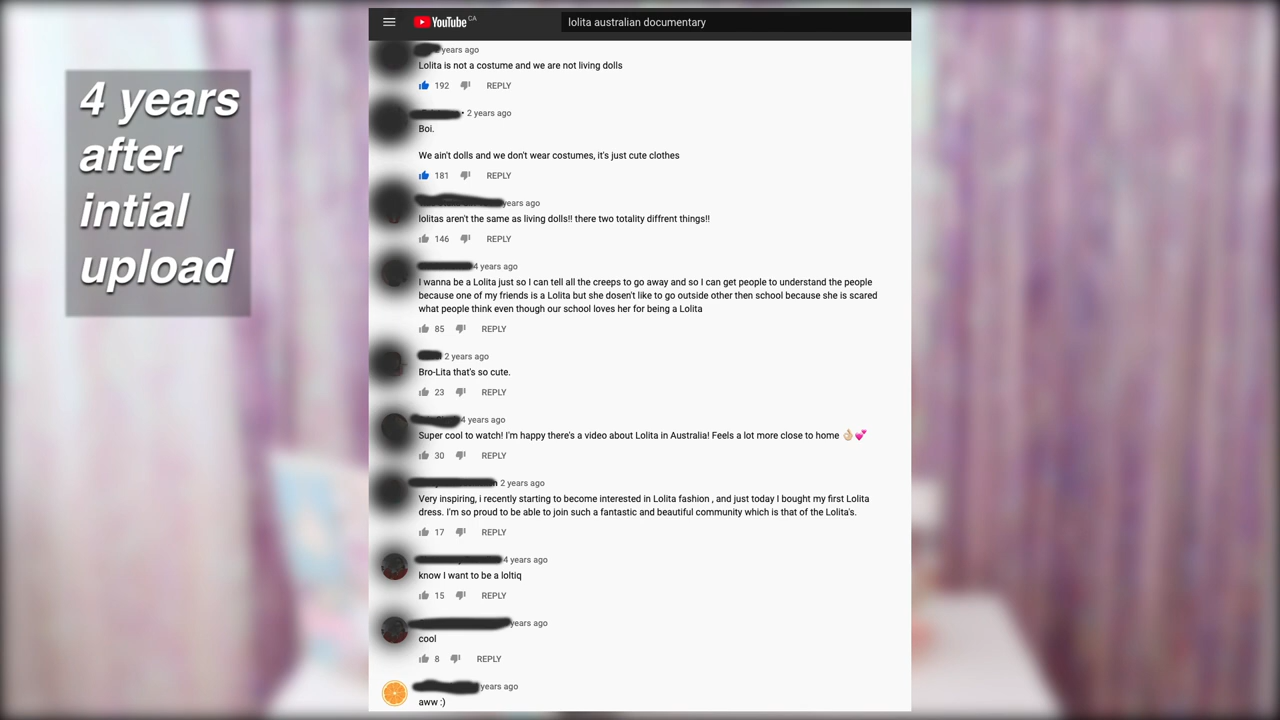 4 years
after
intial
upload
YouTube CA
lolita australian documentary
years ago
Lolita is not a costume and we are not living dolls
192 REPLY
• 2 years ago
Boi.
We ain't dolls and we don't wear costumes, it's just cute clothes
181 REPLY
years ago
lolitas aren't the same as living dolls!! there two totality diffrent things!!
146 REPLY
4 years ago
I wanna be a Lolita just so I can tell all the creeps to go away and so I can get people to understand the people
because one of my friends is a Lolita but she dosen't like to go outside other then school because she is scared
what people think even though our school loves her for being a Lolita
85 REPLY
2 years ago
Bro-Lita that's so cute.
23 REPLY
4 years ago
Super cool to watch! I'm happy there's a video about Lolita in Australia! Feels a lot more close to home 👌🏻💕
30 REPLY
2 years ago
Very inspiring, i recently starting to become interested in Lolita fashion , and just today I bought my first Lolita
dress. I'm so proud to be able to join such a fantastic and beautiful community which is that of the Lolita's.
17 REPLY
4 years ago
know I want to be a loltiq
15 REPLY
years ago
cool
8 REPLY
years ago
aww :)